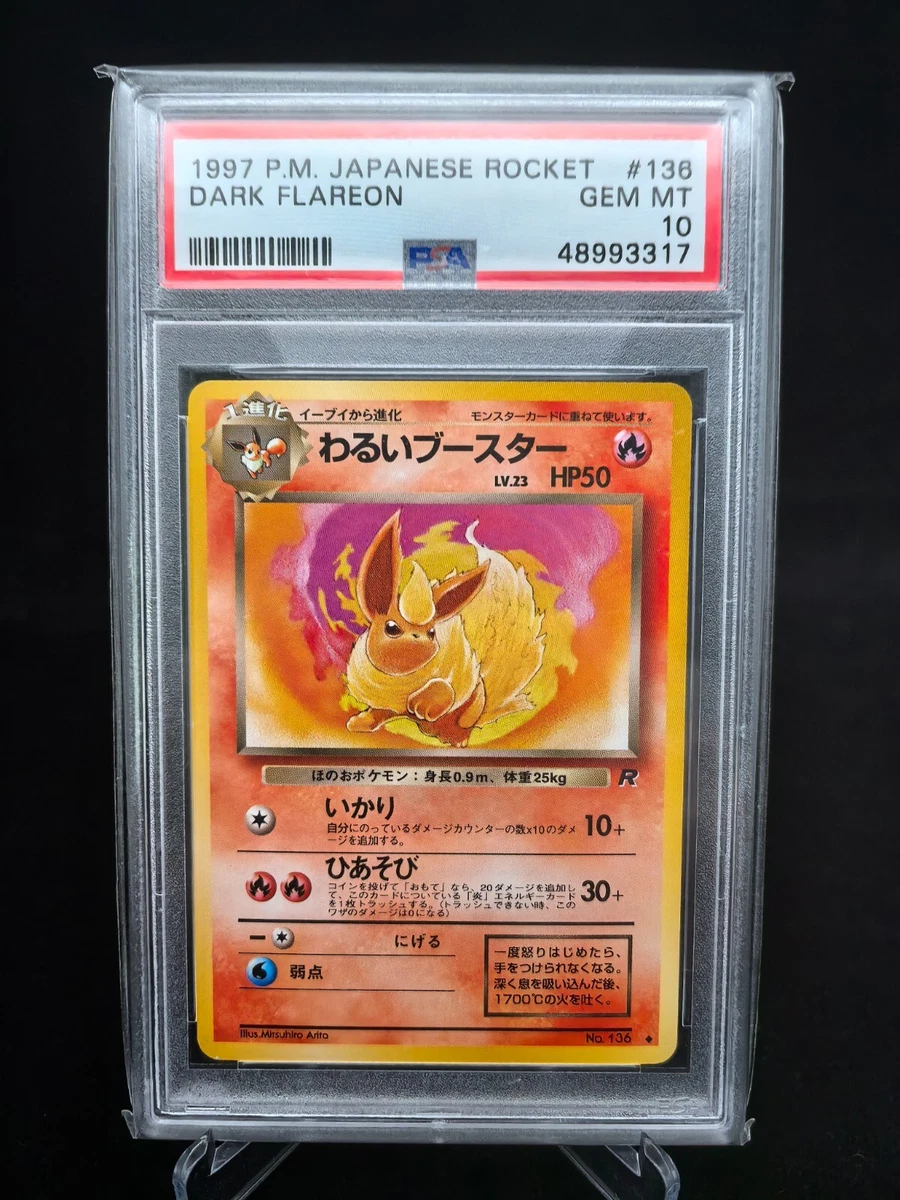 1997 P.M. JAPANESE ROCKET #136
DARK FLAREON GEM MT
10
PSA 48993317
1進化 イーブイから進化 モンスターカードに重ねて使います。
わるいブースター
LV.23 HP50
ほのおポケモン：身長0.9m、体重25kg R
いかり
自分にのっているダメージカウンターの数x10のダメ
ージを追加する。
10+
ひあそび
コインを投げて「おもて」なら、20ダメージを追加し
て、このカードについている「炎」エネルギーカード
を1枚トラッシュする。（トラッシュできない時、この
ワザのダメージは0になる）
30+
ー にげる
弱点
一度怒りはじめたら、
手をつけられなくなる。
深く息を吸い込んだ後、
1700℃の火を吐く。
Illus.Mitsuhiro Arita No. 136